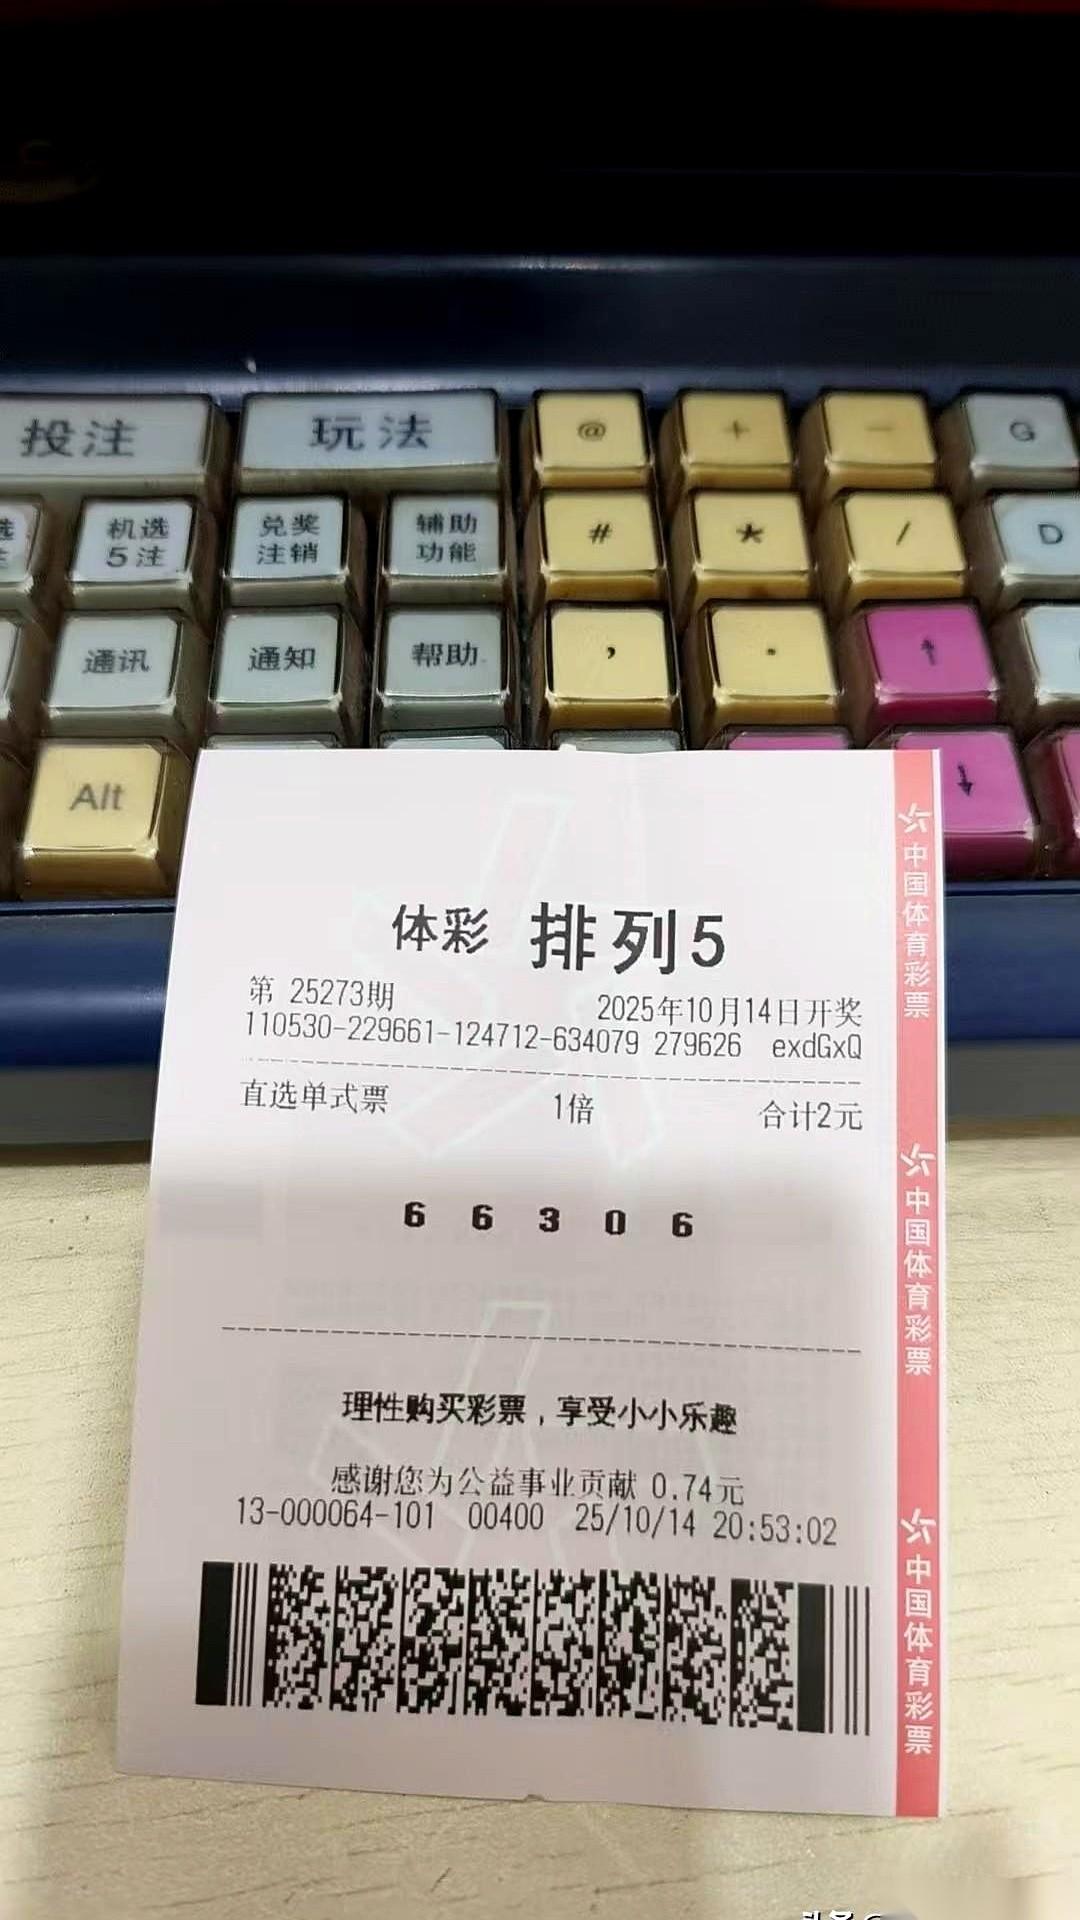 投注 玩法 @ + - G
机选5注 兑奖注销 辅助功能 # * / D
通讯 通知 帮助 , . ↑
Alt ↓
体彩 排列5
第 25273期 2025年10月14日开奖
110530-229661-124712-634079 279626 exdGxQ
直选单式票 1倍 合计2元
6 6 3 0 6
理性购买彩票，享受小小乐趣
感谢您为公益事业贡献 0.74元
13-000064-101 00400 25/10/14 20:53:02
中国体育彩票
中国体育彩票
中国体育彩票